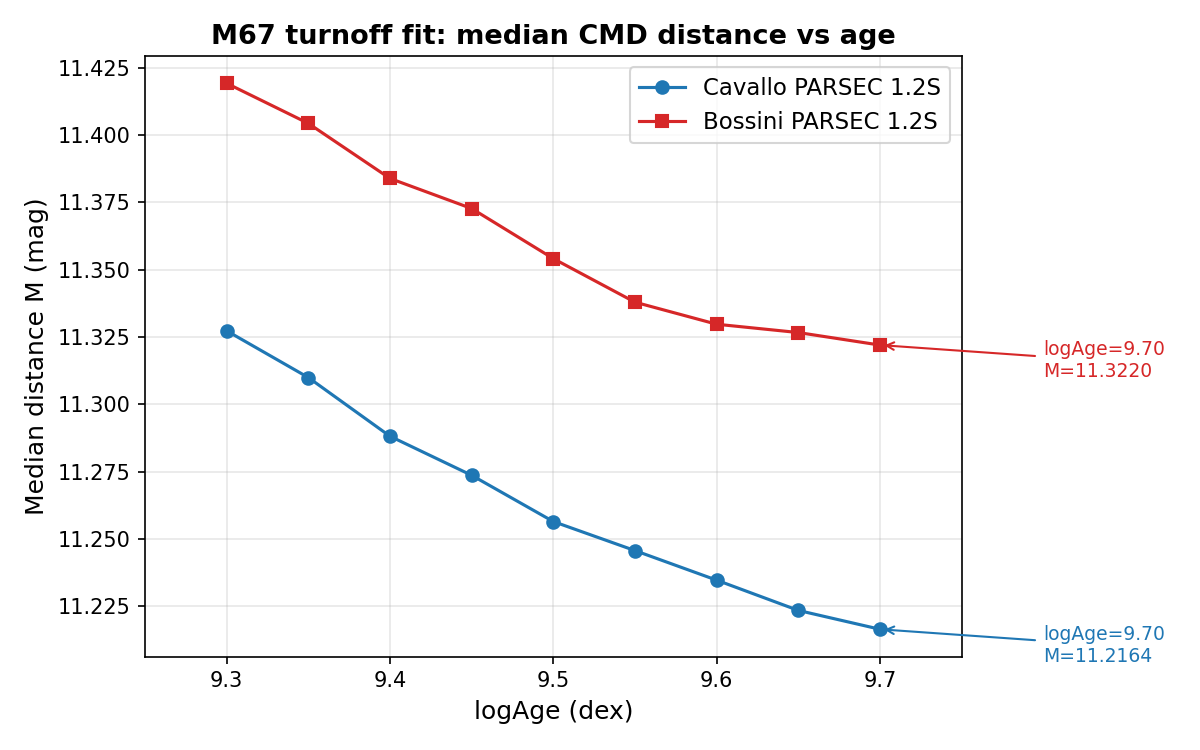 M67 turnoff fit: median CMD distance vs age
Cavallo PARSEC 1.2S
Bossini PARSEC 1.2S
Median distance M (mag)
11.425
11.400
11.375
11.350
11.325
11.300
11.275
11.250
11.225
logAge=9.70
M=11.3220
logAge=9.70
M=11.2164
9.3
9.4
9.5
9.6
9.7
logAge (dex)